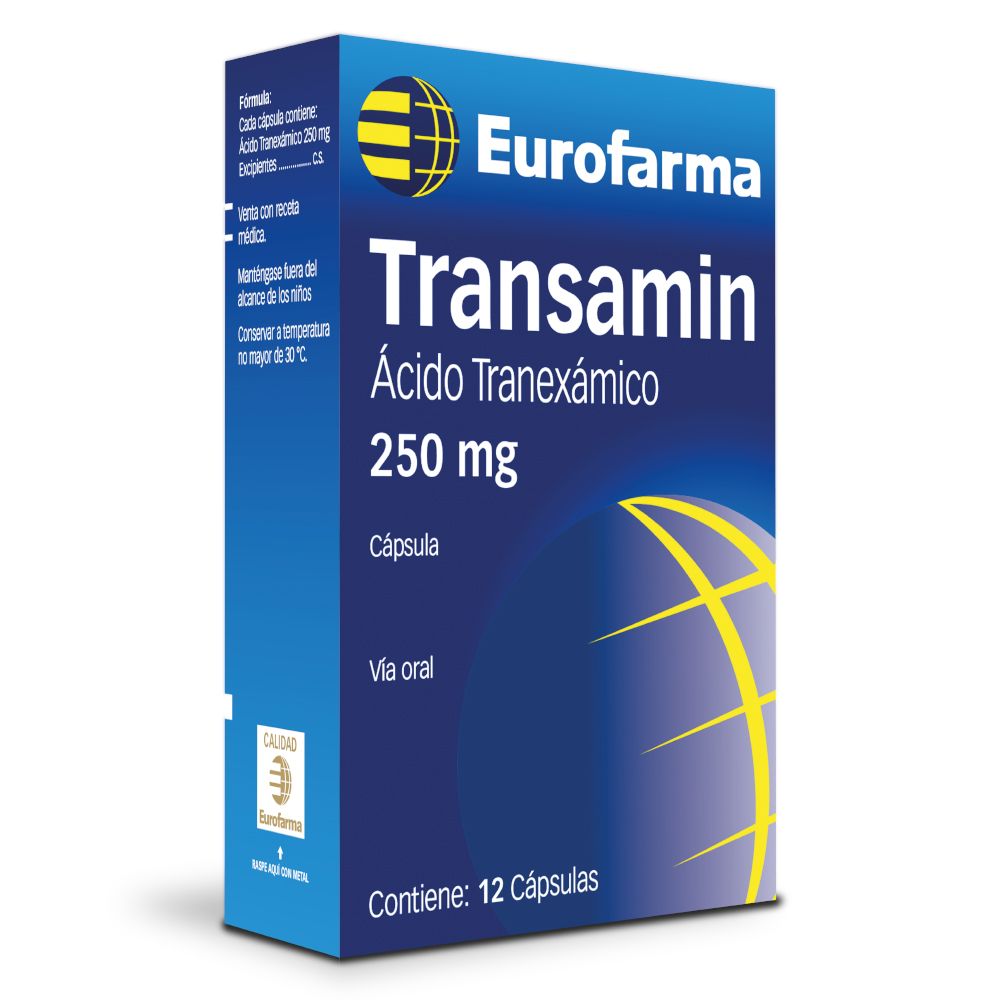 Fórmula:
Cada cápsula contiene:
Ácido Tranexámico 250 mg
Excipientes .............. c.s.
Venta con receta
médica.
Manténgase fuera del
alcance de los niños
Conservar a temperatura
no mayor de 30 °C.
CALIDAD
Eurofarma
RASPE AQUÍ CON METAL
Eurofarma
Transamin
Ácido Tranexámico
250 mg
Cápsula
Vía oral
Contiene: 12 Cápsulas